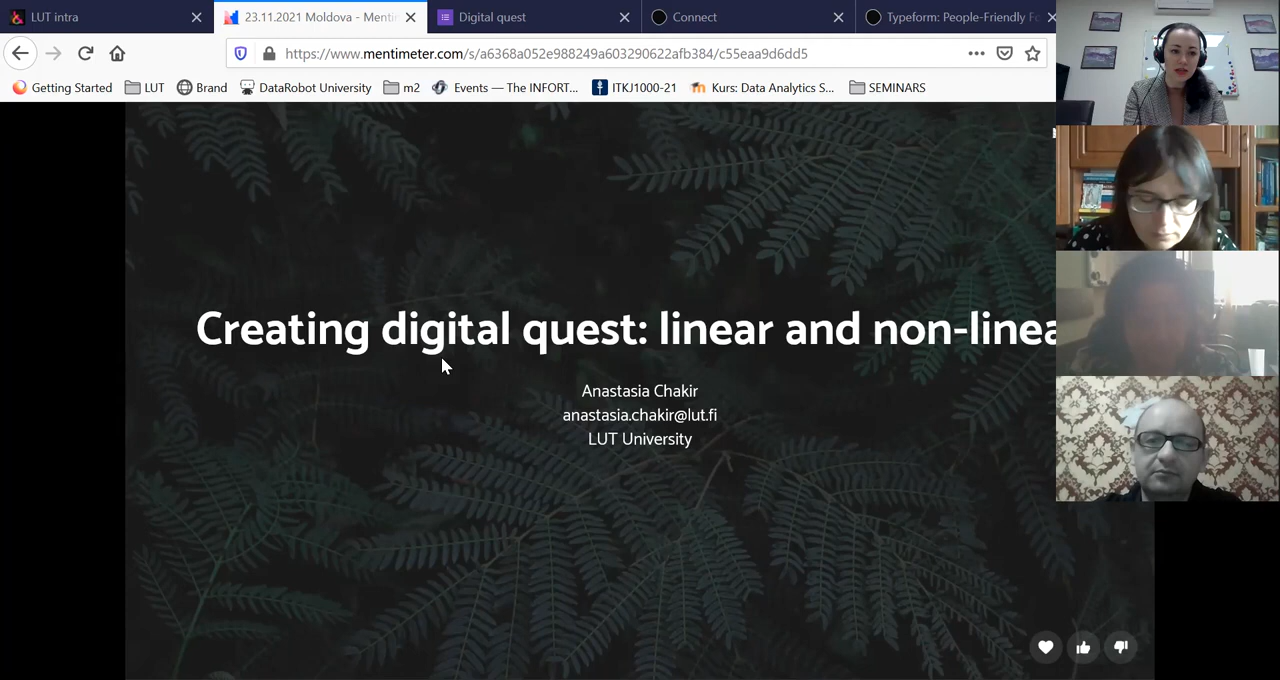 LUT intra
23.11.2021 Moldova - Mentin
Digital quest
Connect
Typeform: People-Friendly Fo
https://www.mentimeter.com/s/a6368a052e988249a603290622afb384/c55eaa9d6dd5
Getting Started
LUT
Brand
DataRobot University
m2
Events — The INFORT...
ITKJ1000-21
Kurs: Data Analytics S...
SEMINARS
Creating digital quest: linear and non-linea
Anastasia Chakir
anastasia.chakir@lut.fi
LUT University